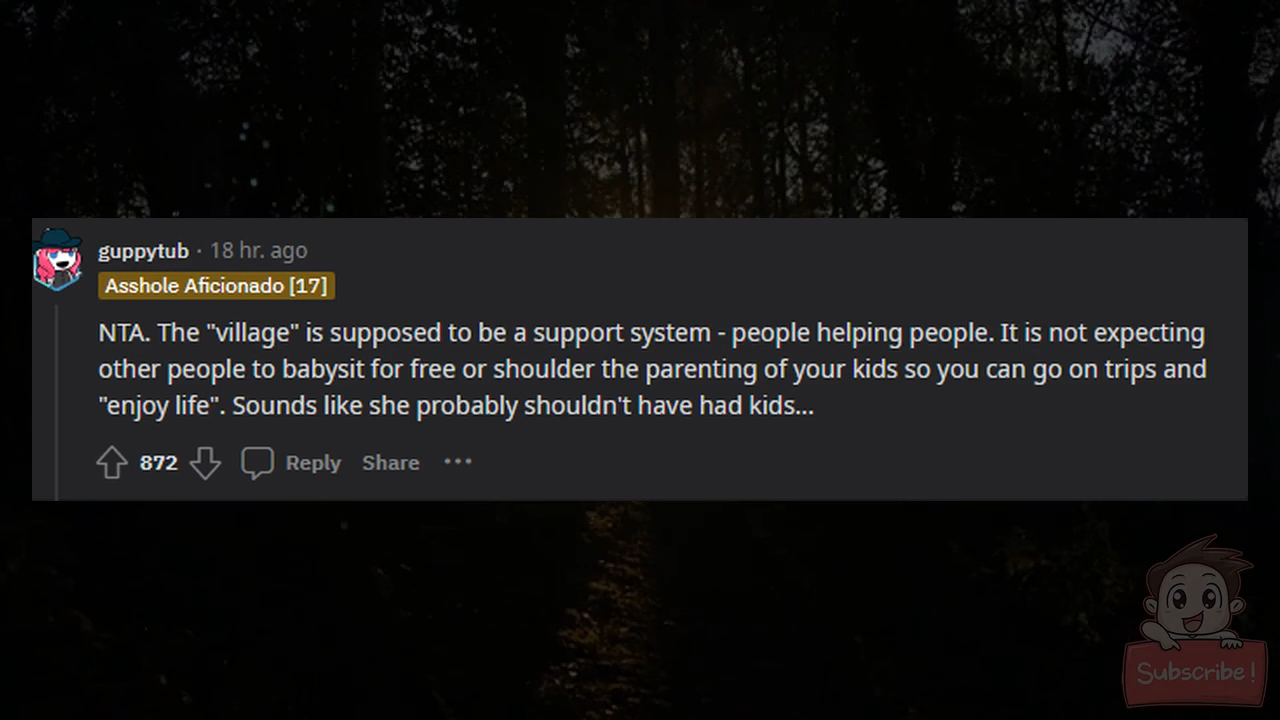 guppytub · 18 hr. ago
Asshole Aficionado [17]
NTA. The "village" is supposed to be a support system - people helping people. It is not expecting
other people to babysit for free or shoulder the parenting of your kids so you can go on trips and
"enjoy life". Sounds like she probably shouldn't have had kids...
872 Reply Share ···
Subscribe!